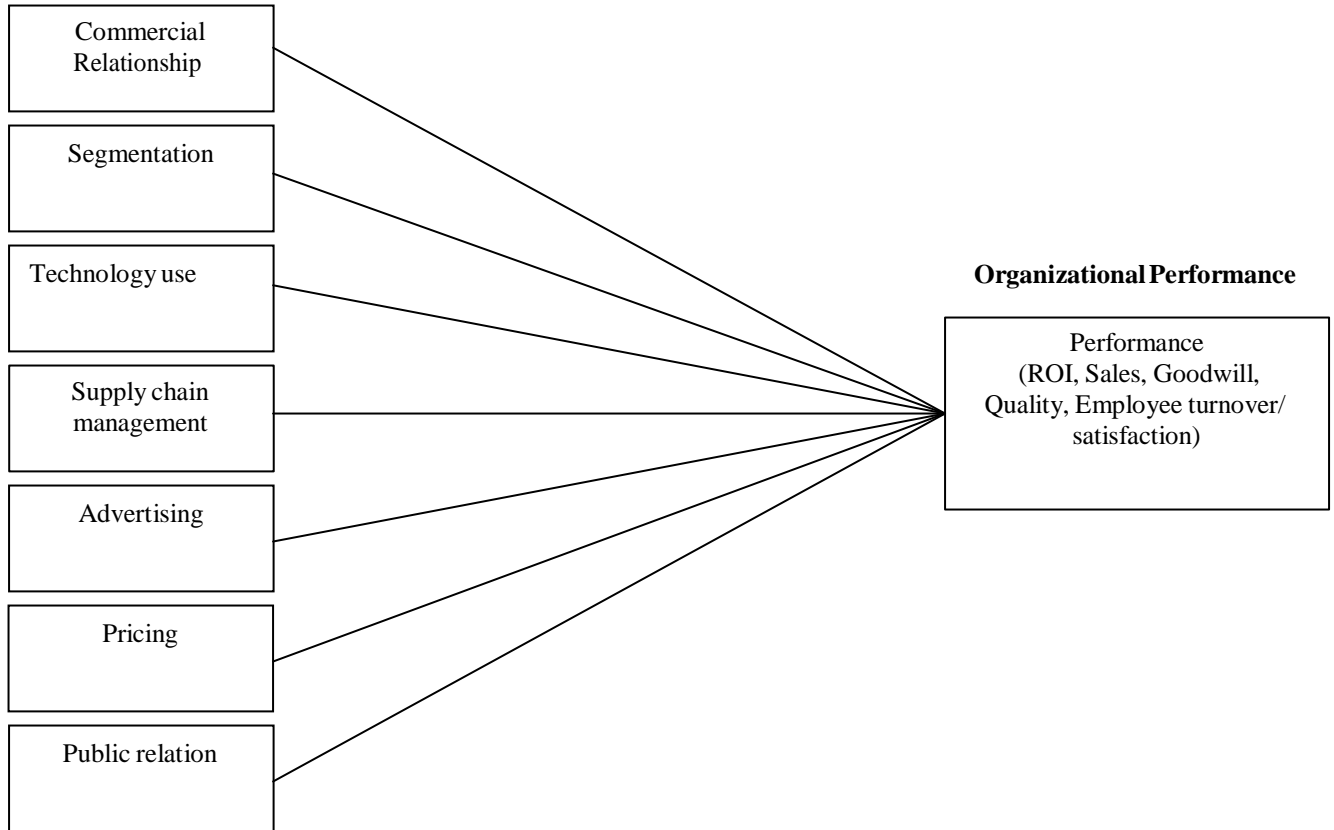 Commercial
Relationship
Segmentation
Technology use
Supply chain
management
Advertising
Pricing
Public relation
Organizational Performance
Performance
(ROI, Sales, Goodwill,
Quality, Employee turnover/
satisfaction)